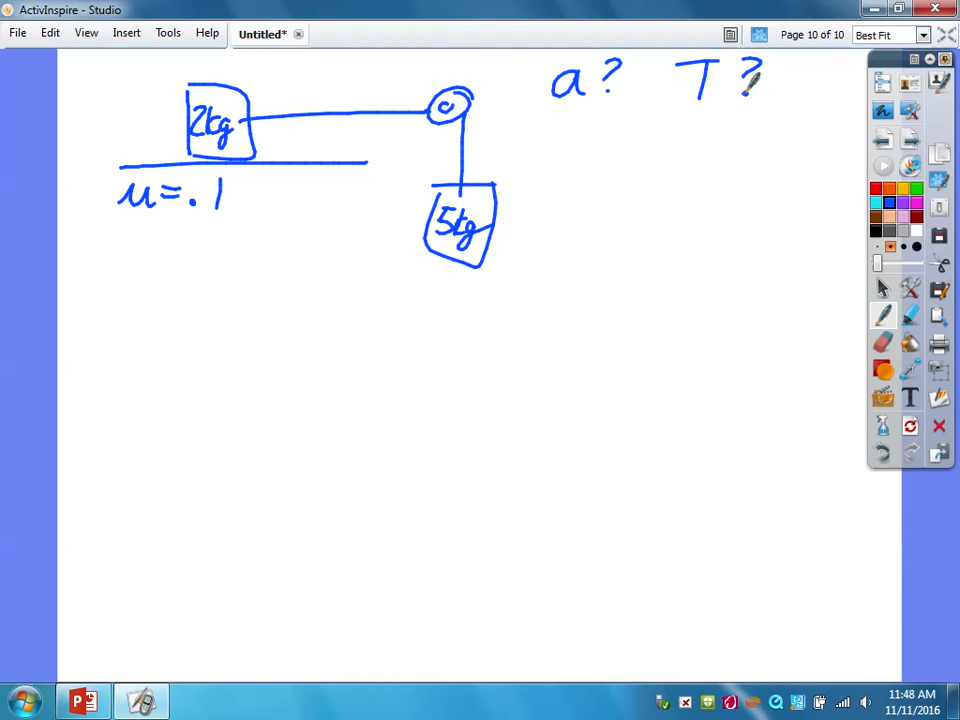 ActivInspire - Studio
File Edit View Insert Tools Help Untitled* Page 10 of 10 Best Fit
a? T?
2kg
μ=.1
5kg
11:48 AM
11/11/2016